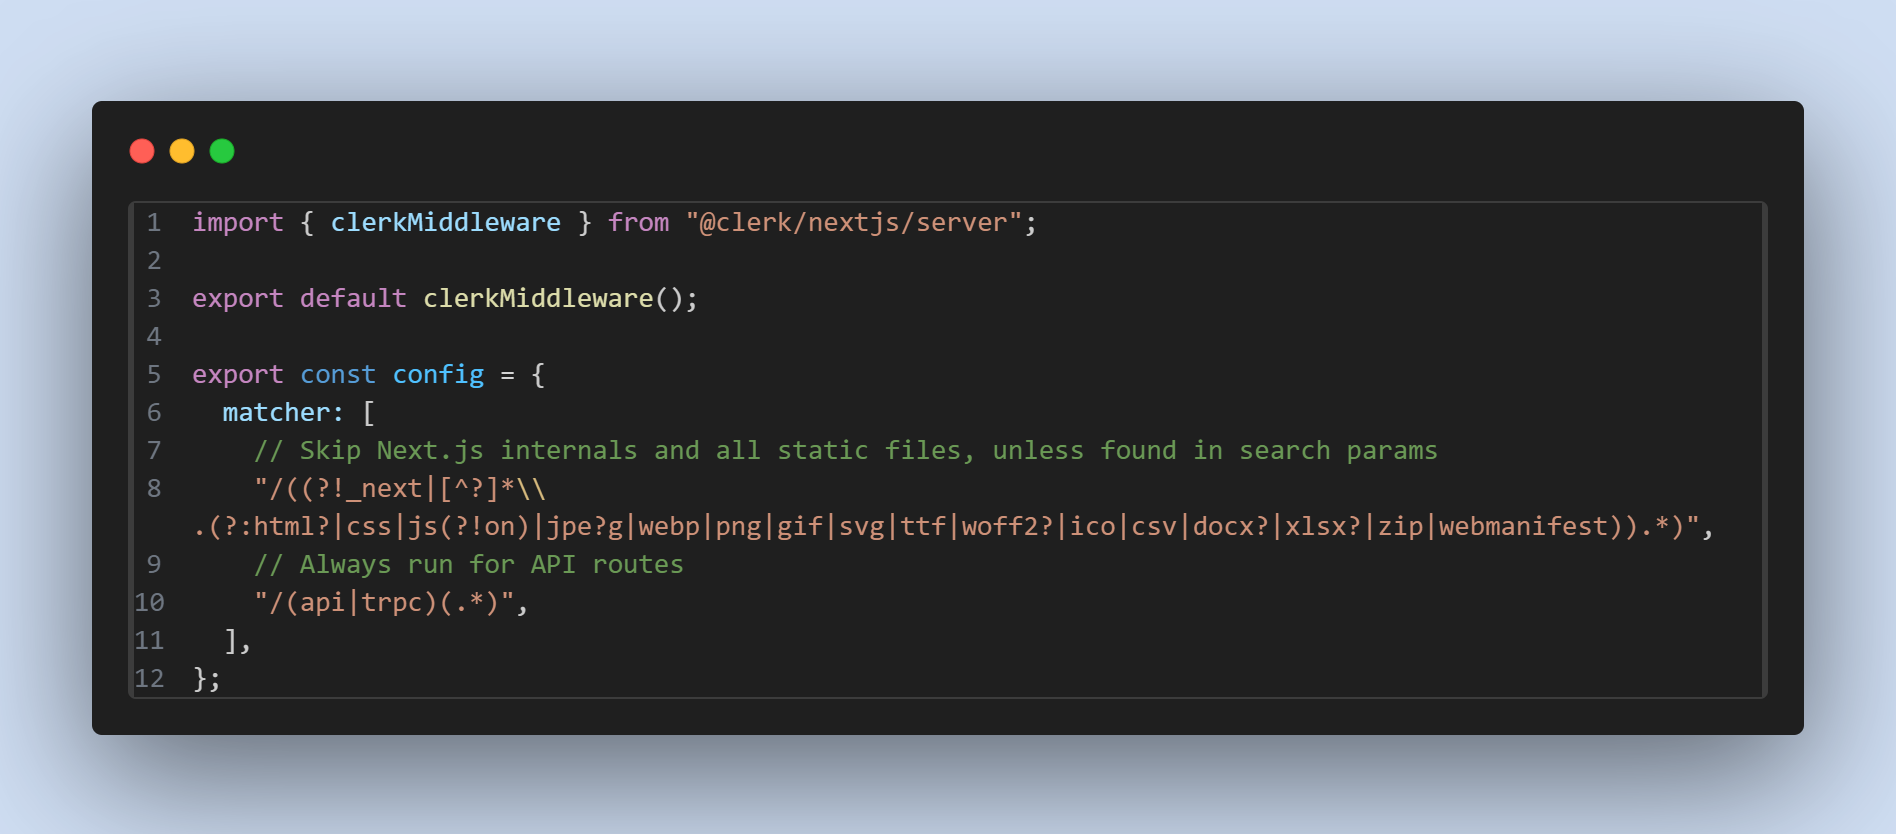 1 import { clerkMiddleware } from "@clerk/nextjs/server";
2
3 export default clerkMiddleware();
4
5 export const config = {
6   matcher: [
7     // Skip Next.js internals and all static files, unless found in search params
8     "/((?!_next|[^?]*\\
.(?:html?|css|js(?!on)|jpe?g|webp|png|gif|svg|ttf|woff2?|ico|csv|docx?|xlsx?|zip|webmanifest)).*)",
9     // Always run for API routes
10     "/(api|trpc)(.*)",
11   ],
12 };